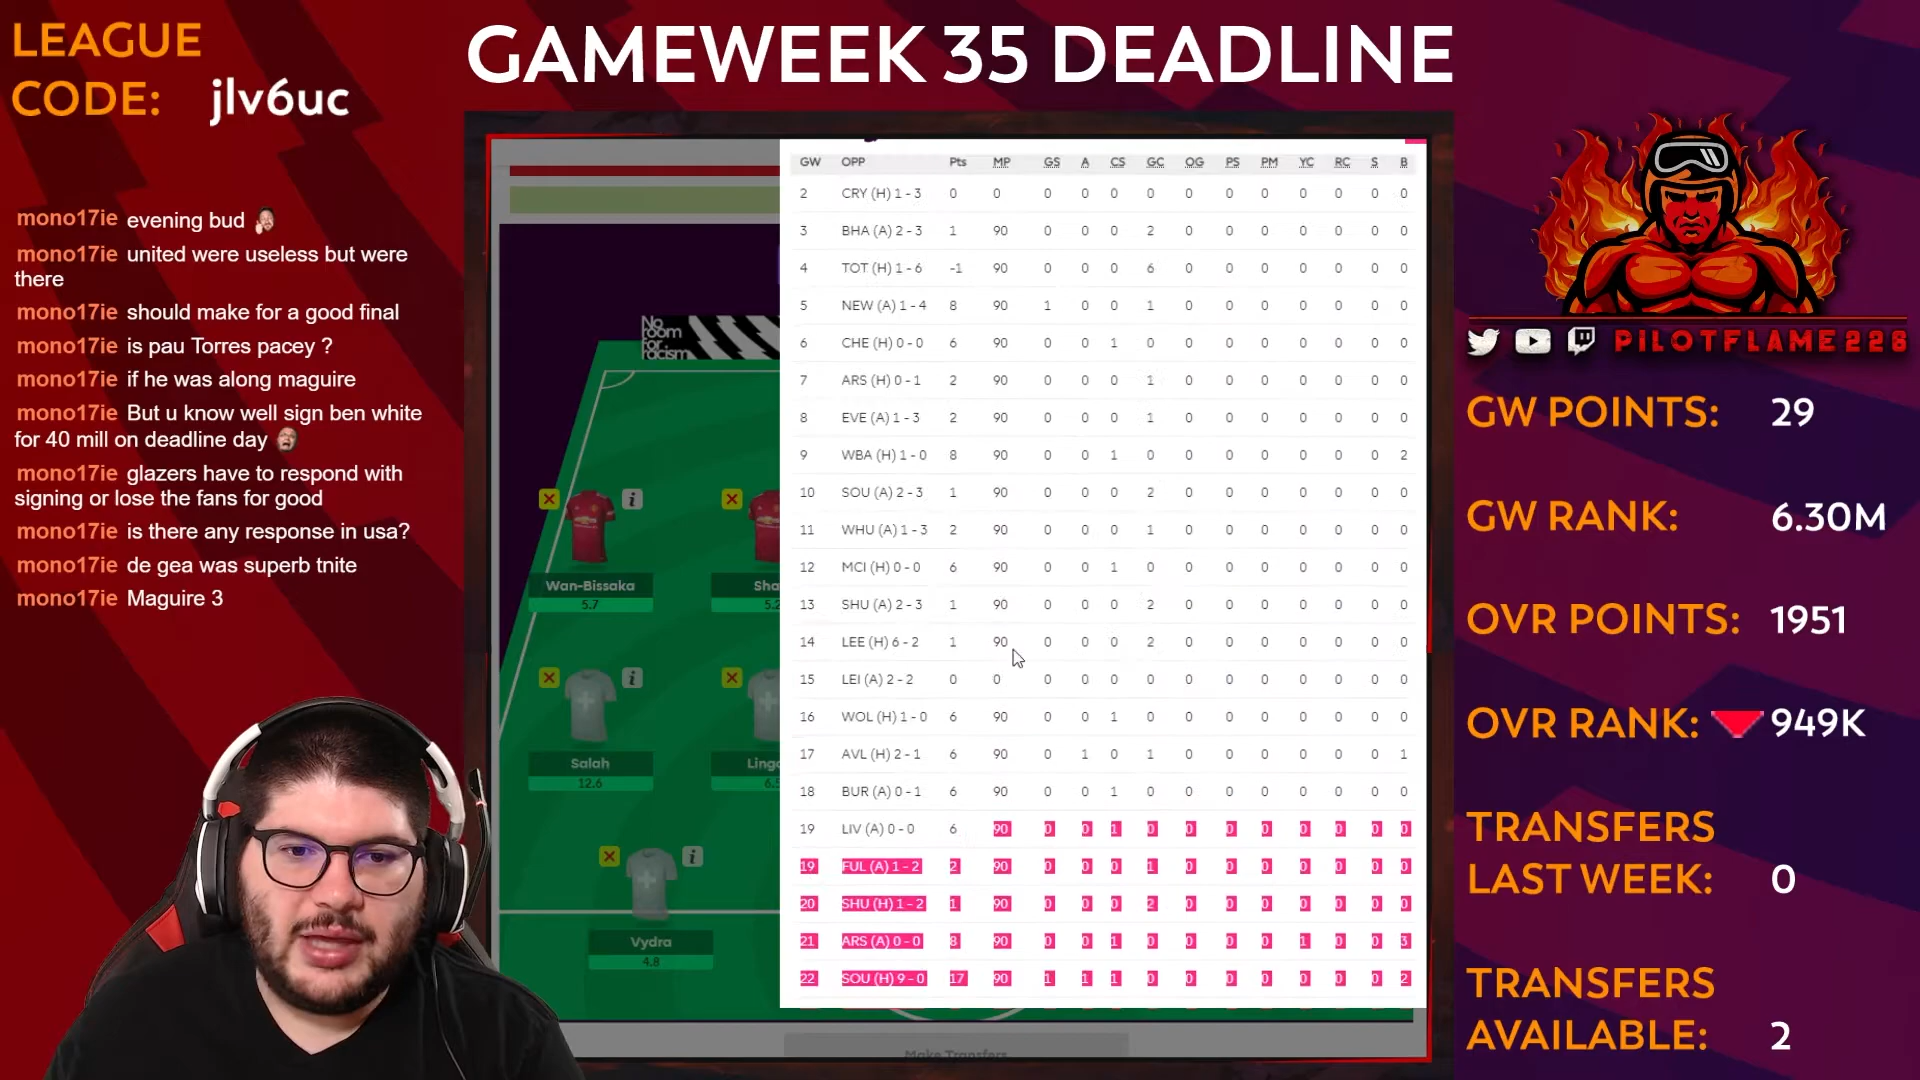 LEAGUE
CODE: jlv6uc
GAMEWEEK 35 DEADLINE
mono17ie evening bud
mono17ie united were useless but were
there
mono17ie should make for a good final
mono17ie is pau Torres pacey ?
mono17ie if he was along maguire
mono17ie But u know well sign ben white
for 40 mill on deadline day
mono17ie glazers have to respond with
signing or lose the fans for good
mono17ie is there any response in usa?
mono17ie de gea was superb tnite
mono17ie Maguire 3
No
room
for
racism
Wan-Bissaka
5.7
Sha
5.2
Salah
12.6
Linga
6.5
Vydra
4.8
GW OPP Pts MP GS A CS GC OG PS PM YC RC S B
2 CRY (H) 1 - 3 0 0 0 0 0 0 0 0 0 0 0 0 0
3 BHA (A) 2 - 3 1 90 0 0 0 2 0 0 0 0 0 0 0
4 TOT (H) 1 - 6 -1 90 0 0 0 6 0 0 0 0 0 0 0
5 NEW (A) 1 - 4 8 90 1 0 0 1 0 0 0 0 0 0 0
6 CHE (H) 0 - 0 6 90 0 0 1 0 0 0 0 0 0 0 0
7 ARS (H) 0 - 1 2 90 0 0 0 1 0 0 0 0 0 0 0
8 EVE (A) 1 - 3 2 90 0 0 0 1 0 0 0 0 0 0 0
9 WBA (H) 1 - 0 8 90 0 0 1 0 0 0 0 0 0 0 2
10 SOU (A) 2 - 3 1 90 0 0 0 2 0 0 0 0 0 0 0
11 WHU (A) 1 - 3 2 90 0 0 0 1 0 0 0 0 0 0 0
12 MCI (H) 0 - 0 6 90 0 0 1 0 0 0 0 0 0 0 0
13 SHU (A) 2 - 3 1 90 0 0 0 2 0 0 0 0 0 0 0
14 LEE (H) 6 - 2 1 90 0 0 0 2 0 0 0 0 0 0 0
15 LEI (A) 2 - 2 0 0 0 0 0 0 0 0 0 0 0 0 0
16 WOL (H) 1 - 0 6 90 0 0 1 0 0 0 0 0 0 0 0
17 AVL (H) 2 - 1 6 90 0 1 0 1 0 0 0 0 0 0 1
18 BUR (A) 0 - 1 6 90 0 0 1 0 0 0 0 0 0 0 0
19 LIV (A) 0 - 0 6 90 0 0 1 0 0 0 0 0 0 0 0
19 FUL (A) 1 - 2 2 90 0 0 0 1 0 0 0 0 0 0 0
20 SHU (H) 1 - 2 1 90 0 0 0 2 0 0 0 0 0 0 0
21 ARS (A) 0 - 0 8 90 0 0 1 0 0 0 0 1 0 0 3
22 SOU (H) 9 - 0 17 90 1 1 1 0 0 0 0 0 0 0 2
Make Transfers
PILOTFLAME226
GW POINTS: 29
GW RANK: 6.30M
OVR POINTS: 1951
OVR RANK: 949K
TRANSFERS
LAST WEEK: 0
TRANSFERS
AVAILABLE: 2